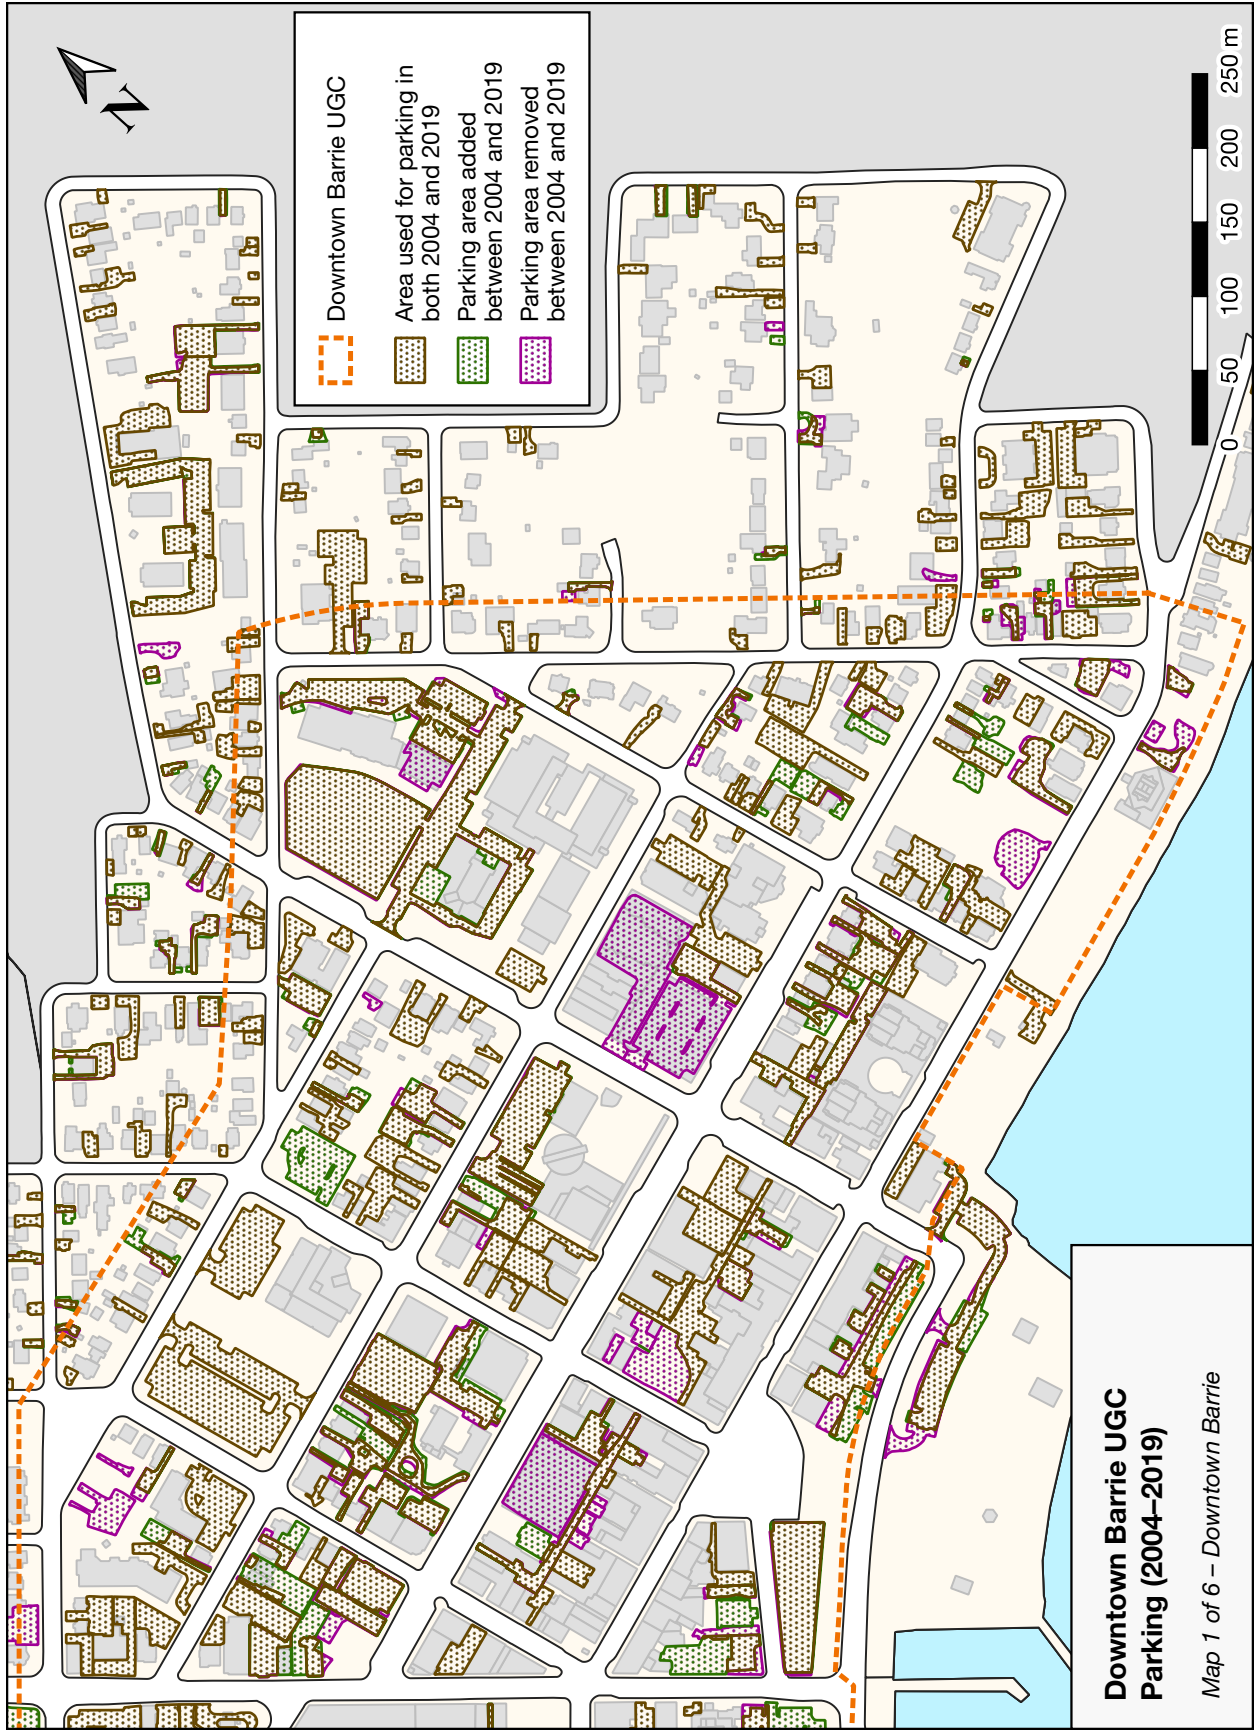 N
Downtown Barrie UGC
Area used for parking in
both 2004 and 2019
Parking area added
between 2004 and 2019
Parking area removed
between 2004 and 2019
0 50 100 150 200 250 m
Downtown Barrie UGC
Parking (2004–2019)
Map 1 of 6 – Downtown Barrie